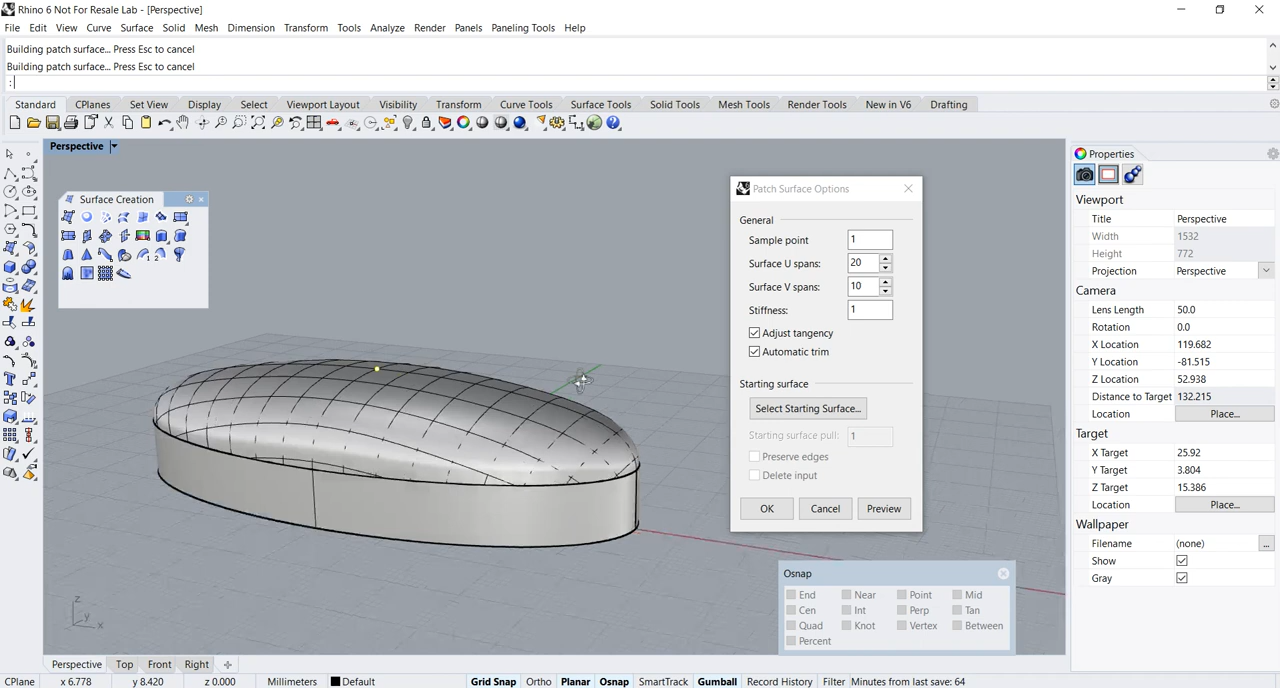 Rhino 6 Not For Resale Lab - [Perspective]
File Edit View Curve Surface Solid Mesh Dimension Transform Tools Analyze Render Panels Paneling Tools Help
Building patch surface... Press Esc to cancel
Building patch surface... Press Esc to cancel
:
Standard CPlanes Set View Display Select Viewport Layout Visibility Transform Curve Tools Surface Tools Solid Tools Mesh Tools Render Tools New in V6 Drafting
Perspective
Surface Creation
Patch Surface Options
General
Sample point 1
Surface U spans: 20
Surface V spans: 10
Stiffness: 1
Adjust tangency
Automatic trim
Starting surface
Select Starting Surface...
Starting surface pull: 1
Preserve edges
Delete input
OK Cancel Preview
Osnap
End Near Point Mid
Cen Int Perp Tan
Quad Knot Vertex Between
Percent
Properties
Viewport
Title Perspective
Width 1532
Height 772
Projection Perspective
Camera
Lens Length 50.0
Rotation 0.0
X Location 119.682
Y Location -81.515
Z Location 52.938
Distance to Target 132.215
Location Place...
Target
X Target 25.92
Y Target 3.804
Z Target 15.386
Location Place...
Wallpaper
Filename (none) ...
Show
Gray
z
y
x
Perspective Top Front Right
CPlane x 6.778 y 8.420 z 0.000 Millimeters Default Grid Snap Ortho Planar Osnap SmartTrack Gumball Record History Filter Minutes from last save: 64